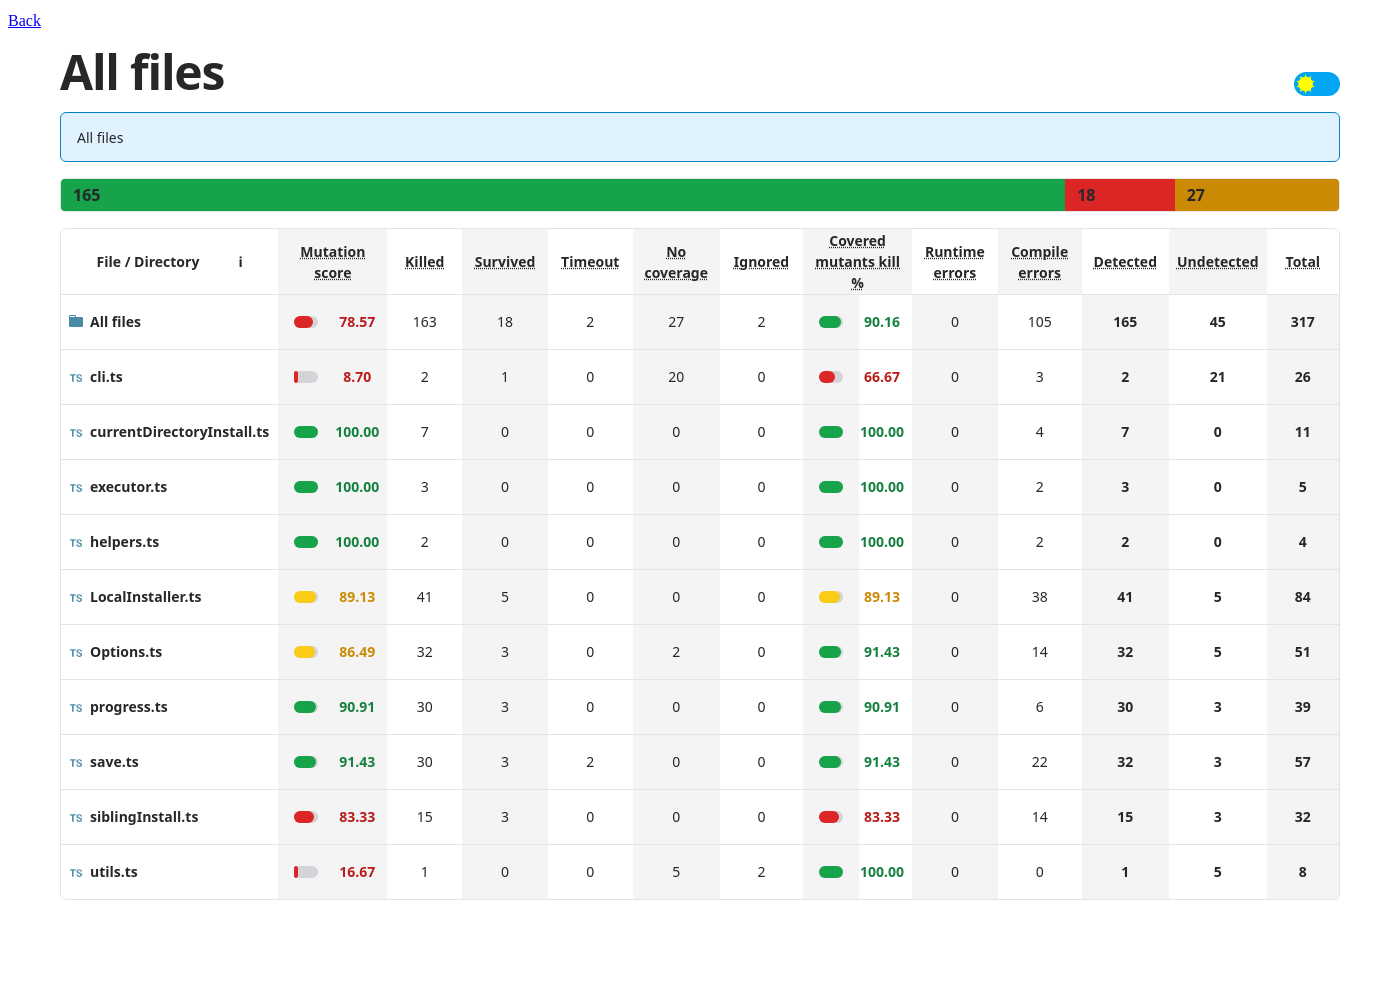 Back
All files
All files
165 18 27
File / Directory i Mutation score Killed Survived Timeout No coverage Ignored Covered mutants kill % Runtime errors Compile errors Detected Undetected Total
All files 78.57 163 18 2 27 2 90.16 0 105 165 45 317
TS cli.ts 8.70 2 1 0 20 0 66.67 0 3 2 21 26
TS currentDirectoryInstall.ts 100.00 7 0 0 0 0 100.00 0 4 7 0 11
TS executor.ts 100.00 3 0 0 0 0 100.00 0 2 3 0 5
TS helpers.ts 100.00 2 0 0 0 0 100.00 0 2 2 0 4
TS LocalInstaller.ts 89.13 41 5 0 0 0 89.13 0 38 41 5 84
TS Options.ts 86.49 32 3 0 2 0 91.43 0 14 32 5 51
TS progress.ts 90.91 30 3 0 0 0 90.91 0 6 30 3 39
TS save.ts 91.43 30 3 2 0 0 91.43 0 22 32 3 57
TS siblingInstall.ts 83.33 15 3 0 0 0 83.33 0 14 15 3 32
TS utils.ts 16.67 1 0 0 5 2 100.00 0 0 1 5 8